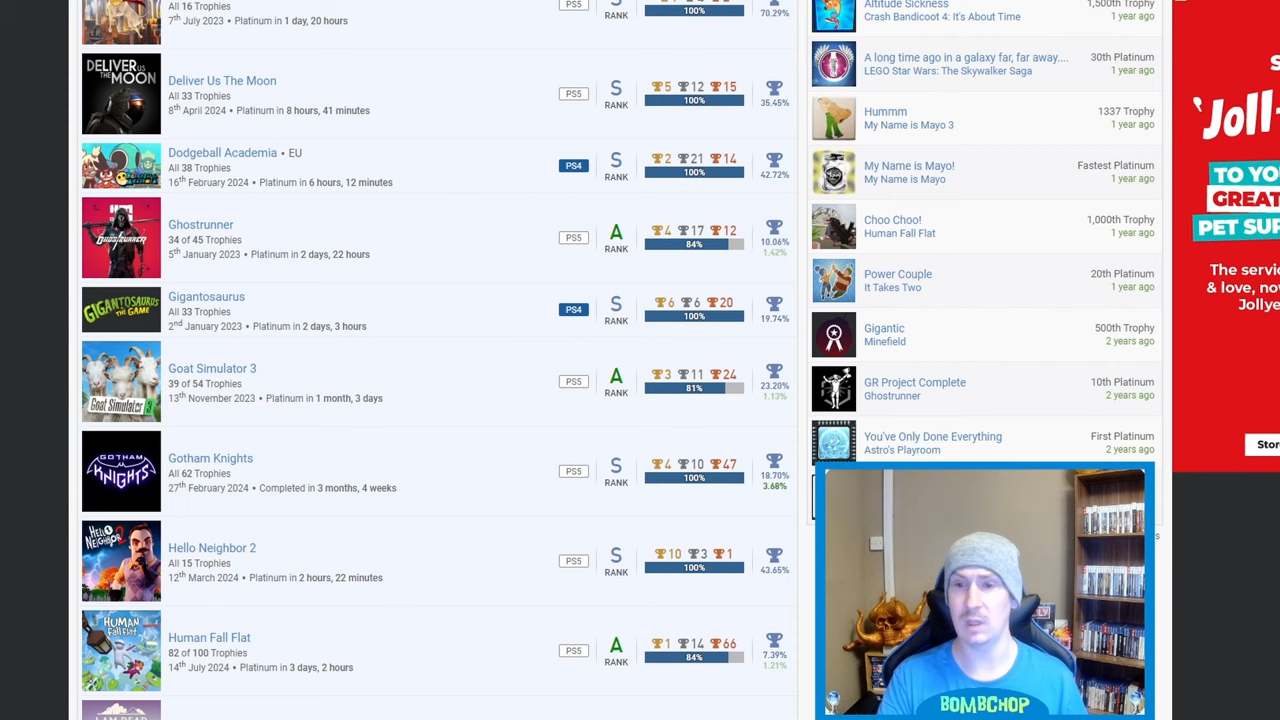 All 16 Trophies
7th July 2023 • Platinum in 1 day, 20 hours
PS5
S
RANK
100%
70.29%
DELIVER US THE MOON
Deliver Us The Moon
All 33 Trophies
8th April 2024 • Platinum in 8 hours, 41 minutes
PS5
S
RANK
5 12 15
100%
35.45%
Dodgeball Academia • EU
All 38 Trophies
16th February 2024 • Platinum in 6 hours, 12 minutes
PS4
S
RANK
2 21 14
100%
42.72%
GHOSTRUNNER
Ghostrunner
34 of 45 Trophies
5th January 2023 • Platinum in 2 days, 22 hours
PS5
A
RANK
4 17 12
84%
10.06%
1.42%
GIGANTOSAURUS
THE GAME
Gigantosaurus
All 33 Trophies
2nd January 2023 • Platinum in 2 days, 3 hours
PS4
S
RANK
6 6 20
100%
19.74%
Goat Simulator 3
Goat Simulator 3
39 of 54 Trophies
13th November 2023 • Platinum in 1 month, 3 days
PS5
A
RANK
3 11 24
81%
23.20%
1.13%
GOTHAM
KNIGHTS
Gotham Knights
All 62 Trophies
27th February 2024 • Completed in 3 months, 4 weeks
PS5
S
RANK
4 10 47
100%
18.70%
3.68%
HELLO NEIGHBOR 2
Hello Neighbor 2
All 15 Trophies
12th March 2024 • Platinum in 2 hours, 22 minutes
PS5
S
RANK
10 3 1
100%
43.65%
HUMAN
fall flat
Human Fall Flat
82 of 100 Trophies
14th July 2024 • Platinum in 3 days, 2 hours
PS5
A
RANK
1 14 66
84%
7.39%
1.21%
I AM DEAD
Altitude Sickness
Crash Bandicoot 4: It's About Time
1,500th Trophy
1 year ago
A long time ago in a galaxy far, far away....
LEGO Star Wars: The Skywalker Saga
30th Platinum
1 year ago
Hummm
My Name is Mayo 3
1337 Trophy
1 year ago
My Name is Mayo!
My Name is Mayo
Fastest Platinum
1 year ago
Choo Choo!
Human Fall Flat
1,000th Trophy
1 year ago
Power Couple
It Takes Two
20th Platinum
1 year ago
Gigantic
Minefield
500th Trophy
2 years ago
GR Project Complete
Ghostrunner
10th Platinum
2 years ago
You've Only Done Everything
Astro's Playroom
First Platinum
2 years ago
s
BOMBCHOP
S
'Joll
TO YO
GREAT
PET SUP
The servic
& love, nov
Jollye
Stor